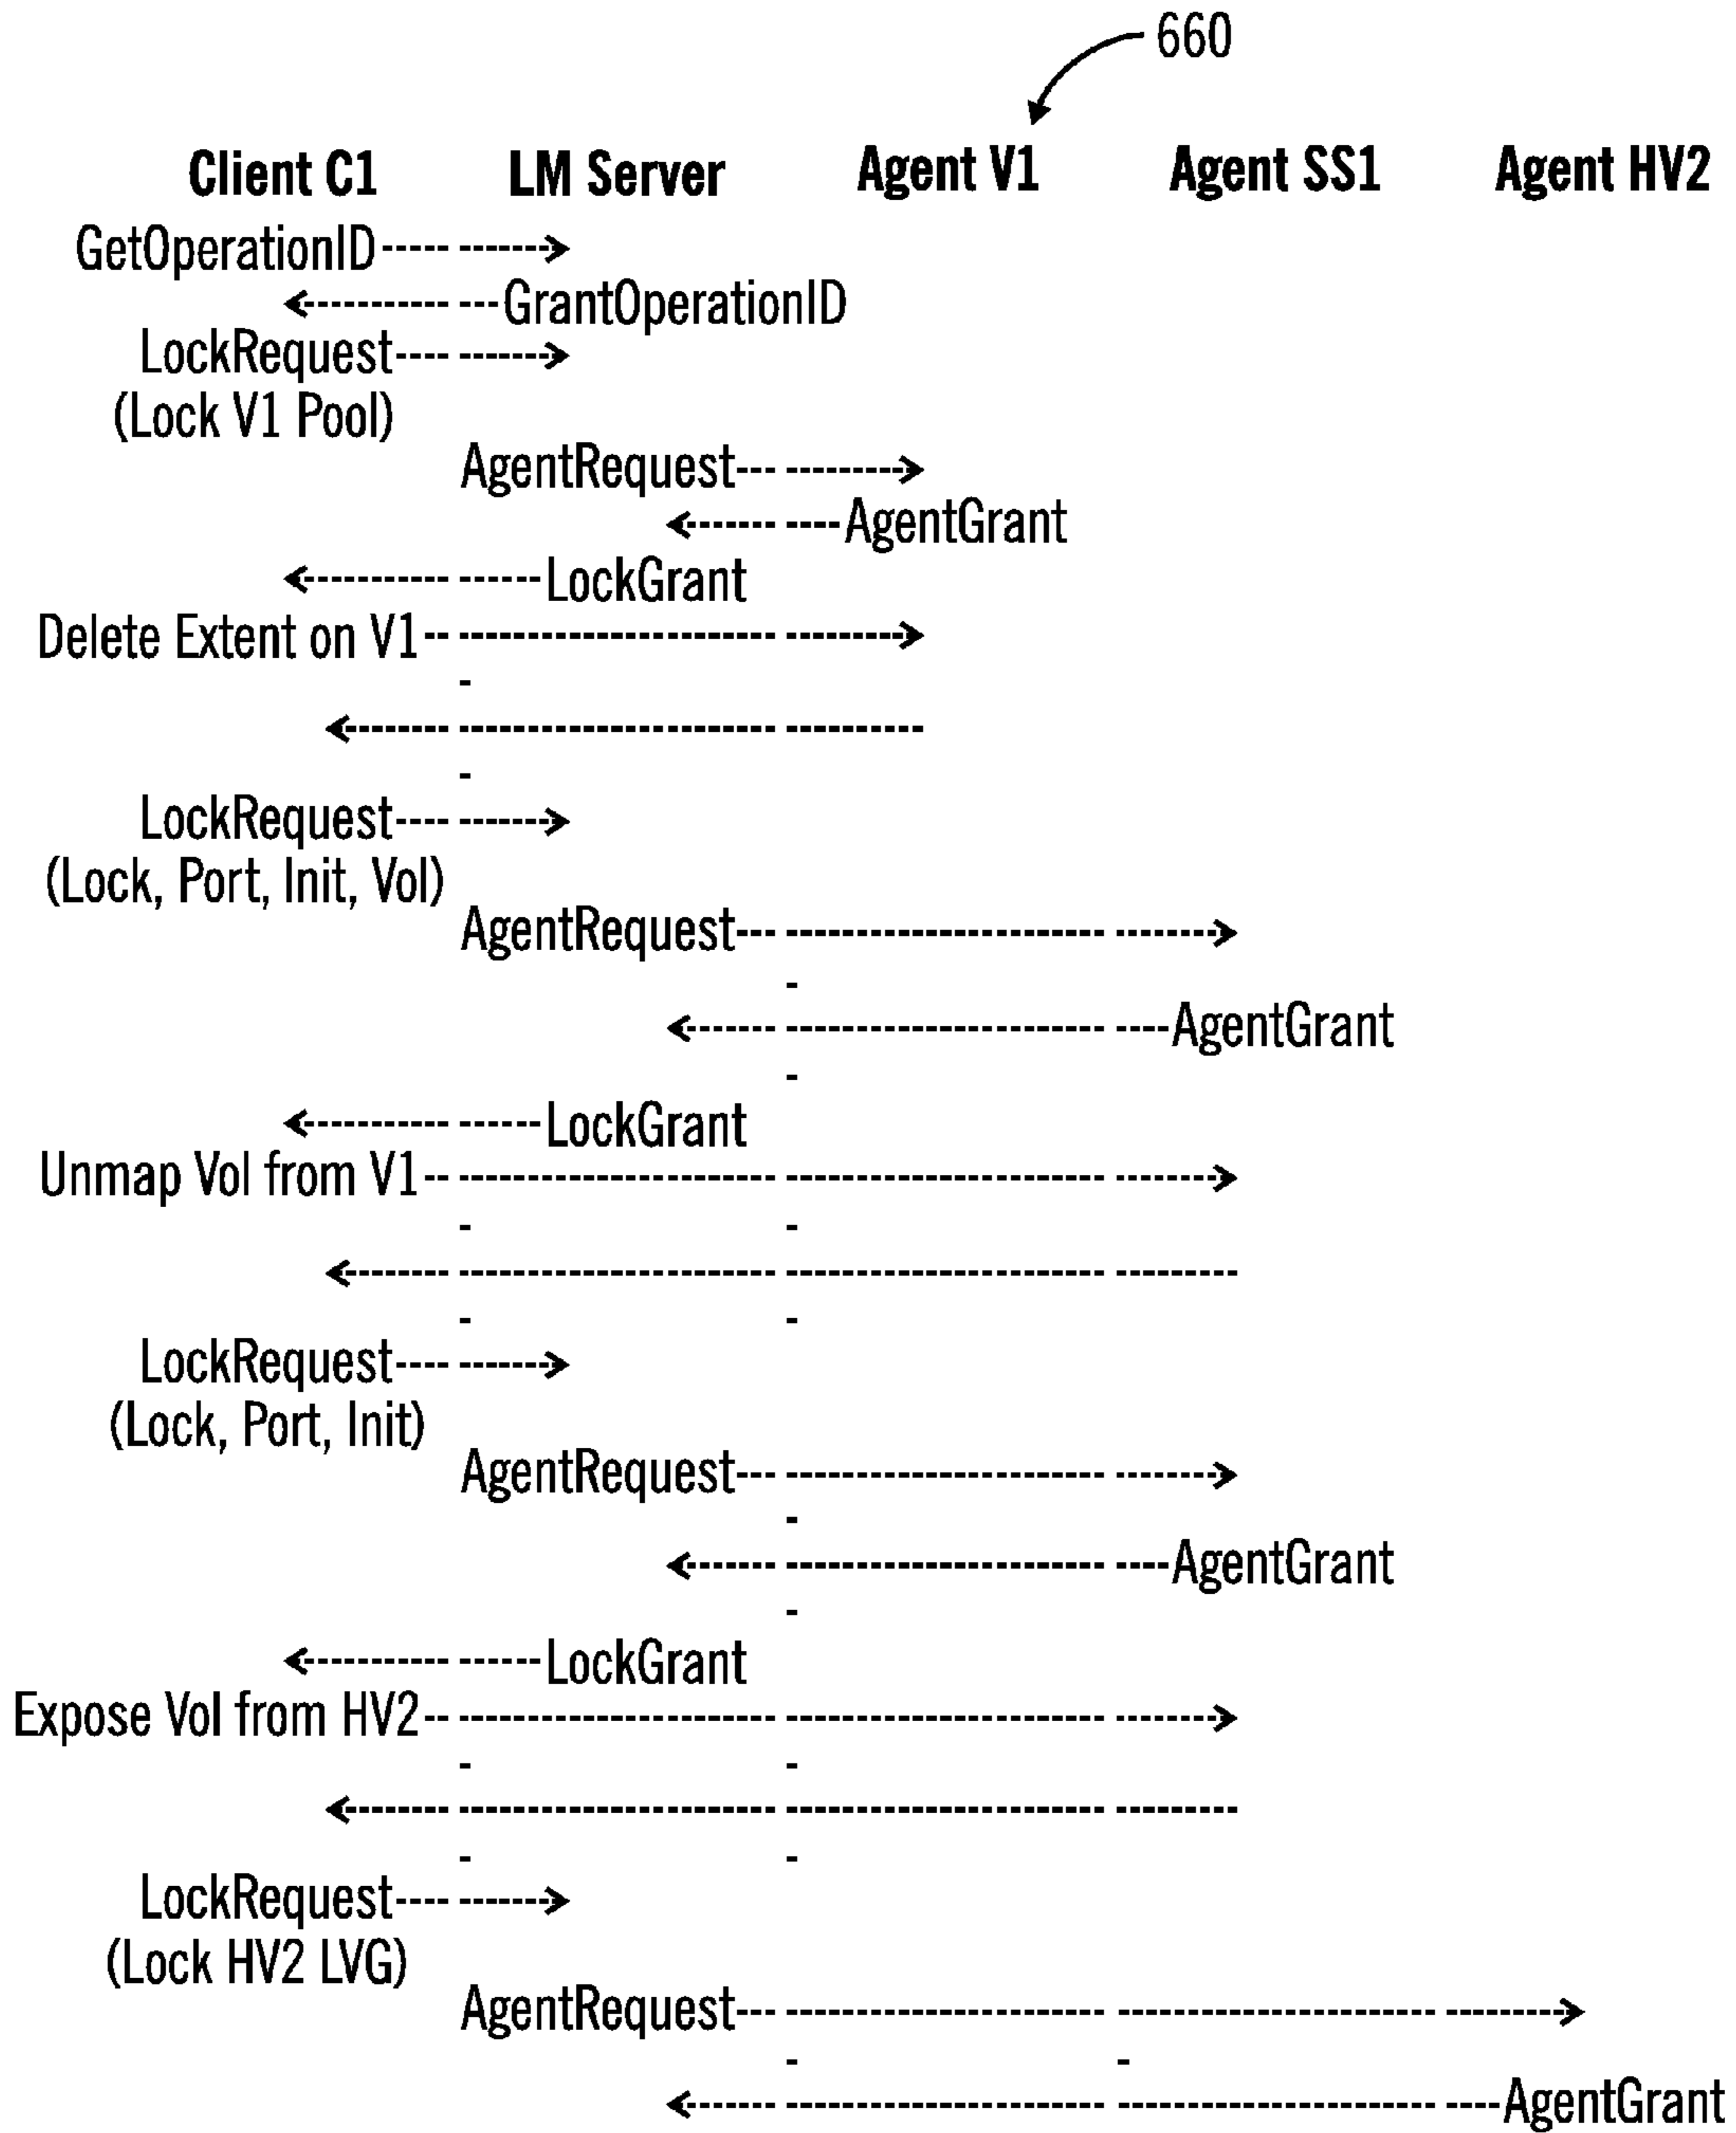 660
Client C1 LM Server Agent V1 Agent SS1 Agent HV2
GetOperationID
GrantOperationID
LockRequest
(Lock V1 Pool)
AgentRequest
AgentGrant
LockGrant
Delete Extent on V1
LockRequest
(Lock, Port, Init, Vol)
AgentRequest
AgentGrant
LockGrant
Unmap Vol from V1
LockRequest
(Lock, Port, Init)
AgentRequest
AgentGrant
LockGrant
Expose Vol from HV2
LockRequest
(Lock HV2 LVG)
AgentRequest
AgentGrant